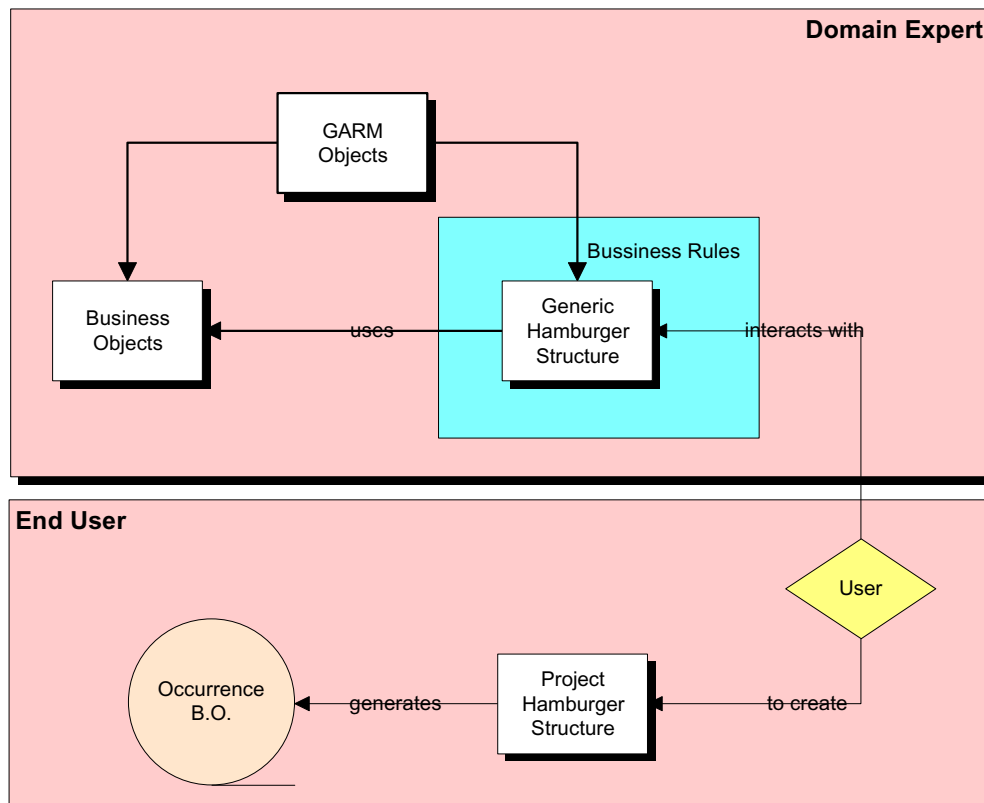 Domain Expert
GARM
Objects
Bussiness Rules
Business
Objects
uses
Generic
Hamburger
Structure
interacts with
End User
User
Occurrence
B.O.
generates
Project
Hamburger
Structure
to create